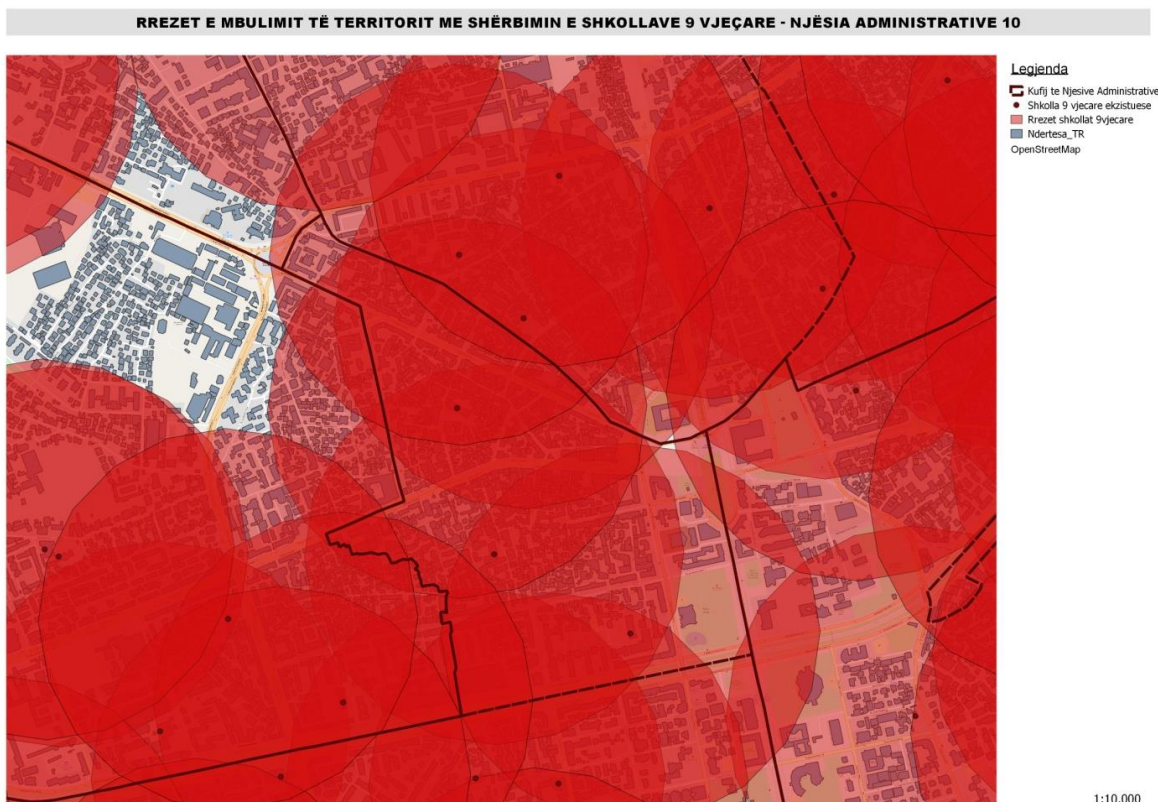 RREZET E MBULIMIT TË TERRITORIT ME SHËRBIMIN E SHKOLLAVE 9 VJEÇARE - NJËSIA ADMINISTRATIVE 10
Legjenda
Kufij te Njesive Administrative
Shkolla 9 vjecare ekzistuese
Rrezet shkollat 9vjecare
Ndertesa_TR
OpenStreetMap
1:10,000